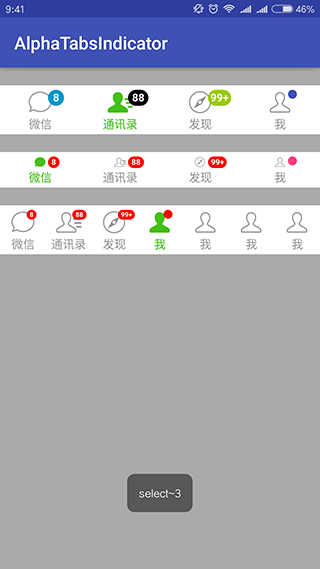 9:41 46%
AlphaTabsIndicator
8 88 99+
微信 通讯录 发现 我
8 88 99+
微信 通讯录 发现 我
8 88 99+
微信 通讯录 发现 我 我 我 我
select~3